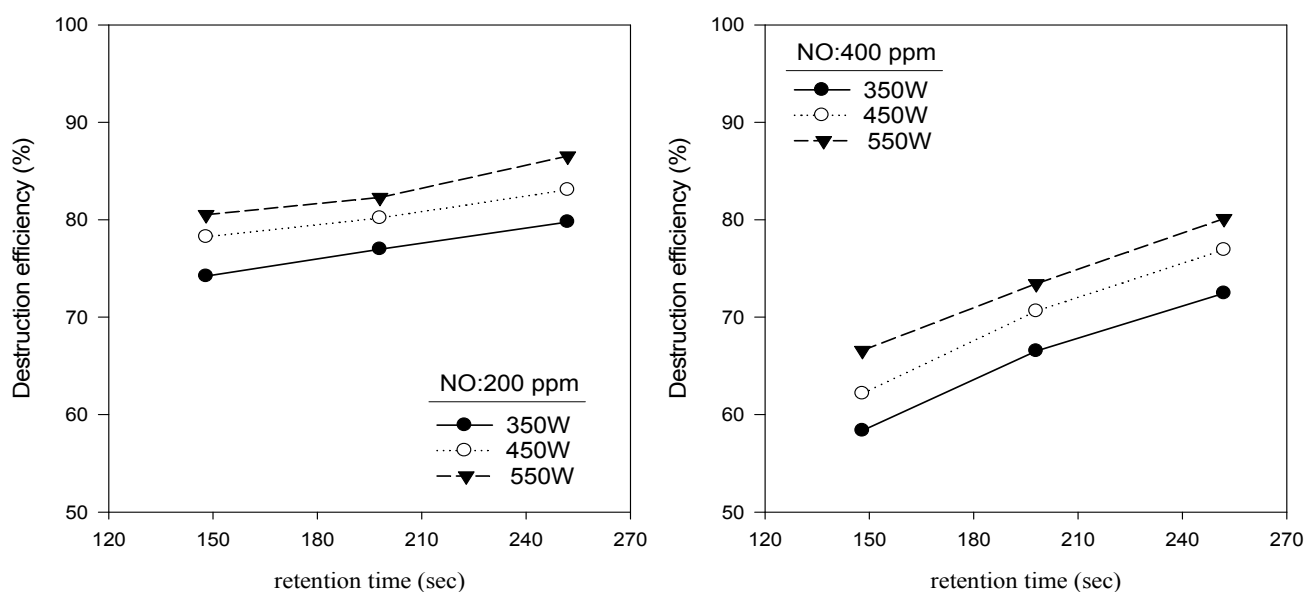 Destruction efficiency (%)
100
90
80
70
60
50
NO:200 ppm
350W
450W
550W
120 150 180 210 240 270
retention time (sec)
Destruction efficiency (%)
100
90
80
70
60
50
NO:400 ppm
350W
450W
550W
120 150 180 210 240 270
retention time (sec)